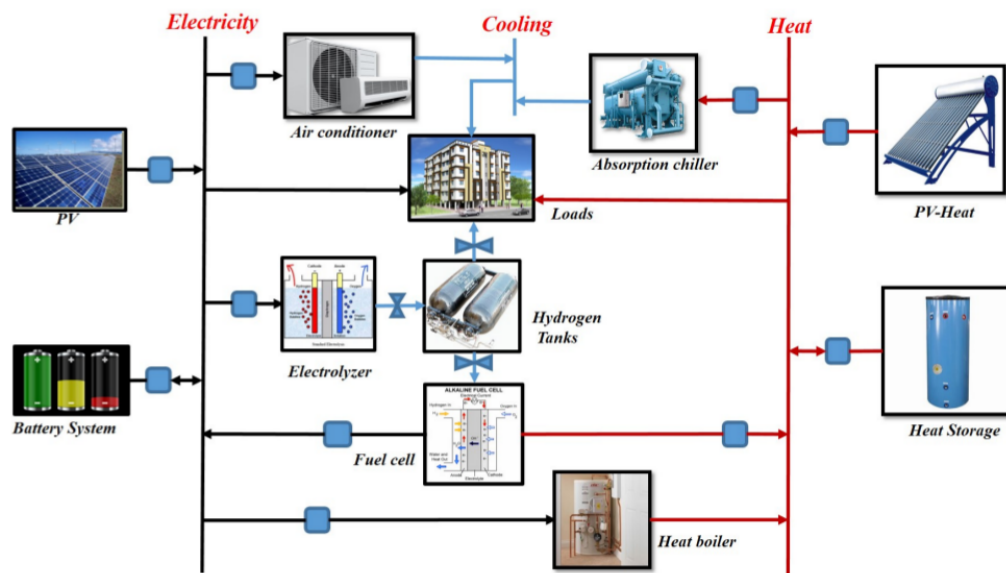 Electricity
Cooling
Heat
Air conditioner
Absorption chiller
PV
Loads
PV-Heat
Hydrogen
Tanks
Electrolyzer
Battery System
ALKALINE FUEL CELL
Fuel cell
Heat Storage
Heat boiler